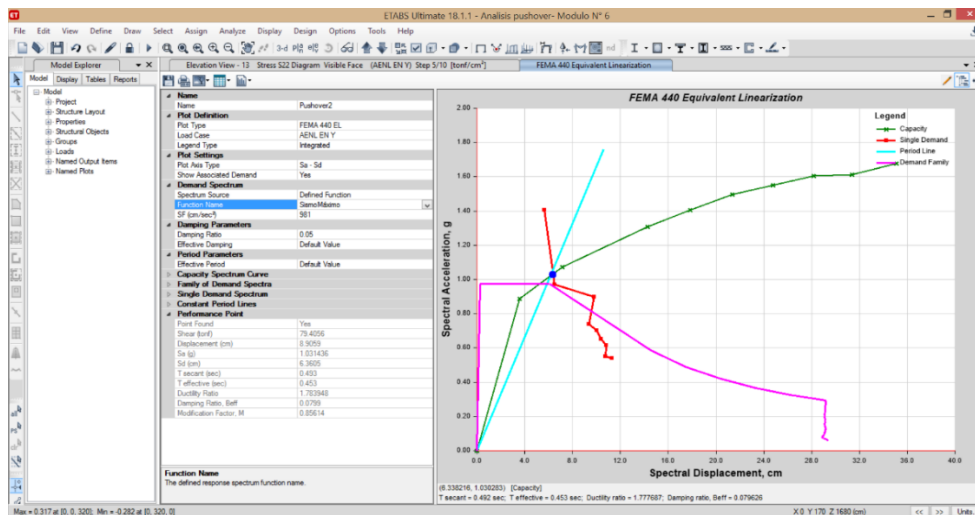 ETABS Ultimate 18.1.1 - Analisis pushover- Modulo N° 6
File Edit View Define Draw Select Assign Analyze Display Design Options Tools Help
Model Explorer
Elevation View - 13 Stress S22 Diagram Visible Face (AENL EN Y) Step 5/10 [tonf/cm²]
FEMA 440 Equivalent Linearization
Model Display Tables Reports
Model
Project
Structure Layout
Properties
Structural Objects
Groups
Loads
Named Output Items
Named Plots
Name
Name Pushover2
Plot Definition
Plot Type FEMA 440 EL
Load Case AENL EN Y
Legend Type Integrated
Plot Settings
Plot Axis Type Sa - Sd
Show Associated Demand Yes
Demand Spectrum
Spectrum Source Defined Function
Function Name SismoMáximo
SF (cm/sec²) 981
Damping Parameters
Damping Ratio 0.05
Effective Damping Default Value
Period Parameters
Effective Period Default Value
Capacity Spectrum Curve
Family of Demand Spectra
Single Demand Spectrum
Constant Period Lines
Performance Point
Point Found Yes
Shear (tonf) 79.4056
Displacement (cm) 8.9059
Sa (g) 1.031436
Sd (cm) 6.3605
T secant (sec) 0.493
T effective (sec) 0.453
Ductility Ratio 1.783948
Damping Ratio, Beff 0.0799
Modification Factor, M 0.85614
Function Name
The defined response spectrum function name.
FEMA 440 Equivalent Linearization
Legend
Capacity
Single Demand
Period Line
Demand Family
Spectral Acceleration, g
2.00
1.80
1.60
1.40
1.20
1.00
0.80
0.60
0.40
0.20
0.00
0.0 4.0 8.0 12.0 16.0 20.0 24.0 28.0 32.0 36.0 40.0
Spectral Displacement, cm
(6.338216, 1.030283) [Capacity]
T secant = 0.492 sec; T effective = 0.453 sec; Ductility ratio = 1.777687; Damping ratio, Beff = 0.079626
Max = 0.317 at [0, 0, 320]; Min = -0.282 at [0, 320, 0]
X 0 Y 170 Z 1680 (cm)
<< >> Units